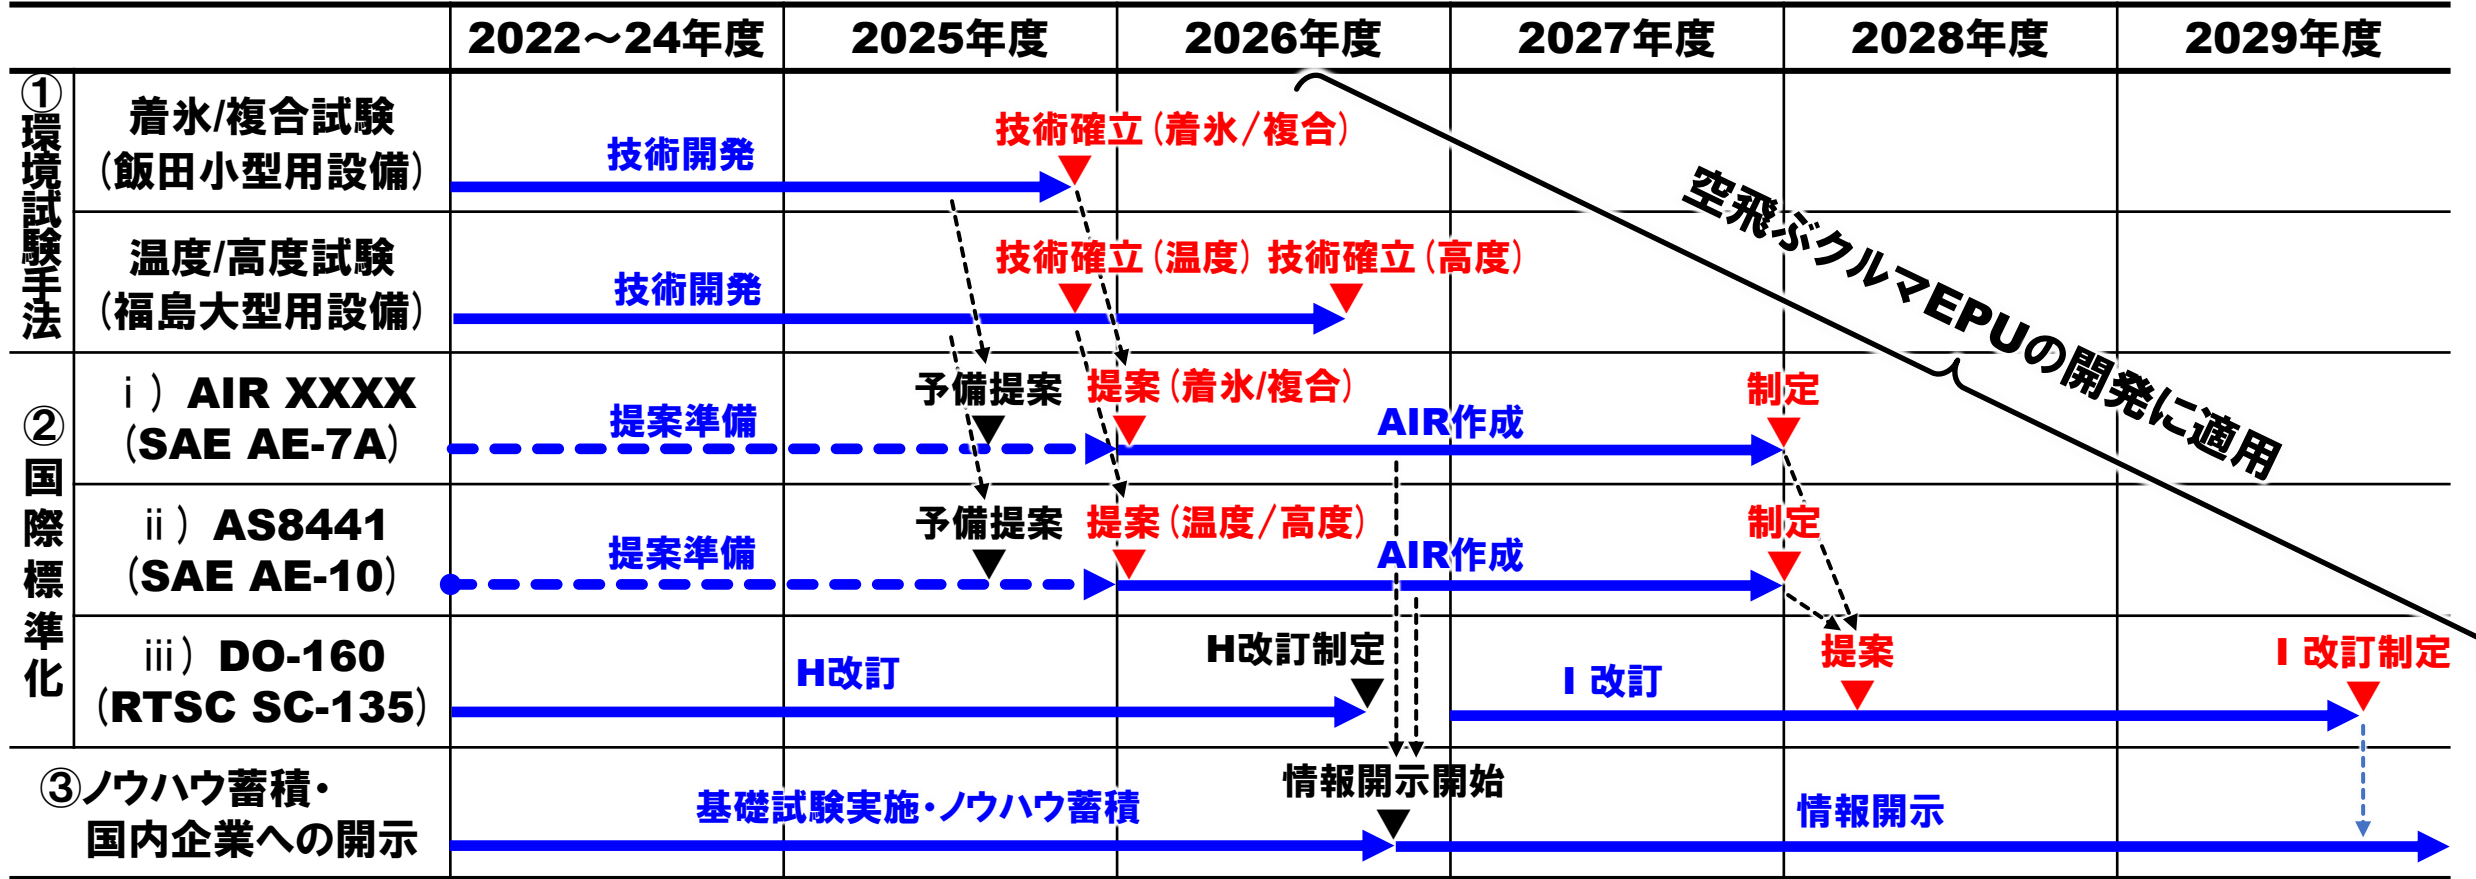 2022～24年度
2025年度
2026年度
2027年度
2028年度
2029年度
①環境試験手法
着氷/複合試験
(飯田小型用設備)
技術開発
技術確立(着氷/複合)
温度/高度試験
(福島大型用設備)
技術開発
技術確立(温度)
技術確立(高度)
空飛ぶクルマEPUの開発に適用
②国際標準化
ⅰ) AIR XXXX
(SAE AE-7A)
提案準備
予備提案
提案(着氷/複合)
AIR作成
制定
ⅱ) AS8441
(SAE AE-10)
提案準備
予備提案
提案(温度/高度)
AIR作成
制定
ⅲ) DO-160
(RTSC SC-135)
H改訂
H改訂制定
I 改訂
提案
I 改訂制定
③ノウハウ蓄積・
国内企業への開示
基礎試験実施・ノウハウ蓄積
情報開示開始
情報開示